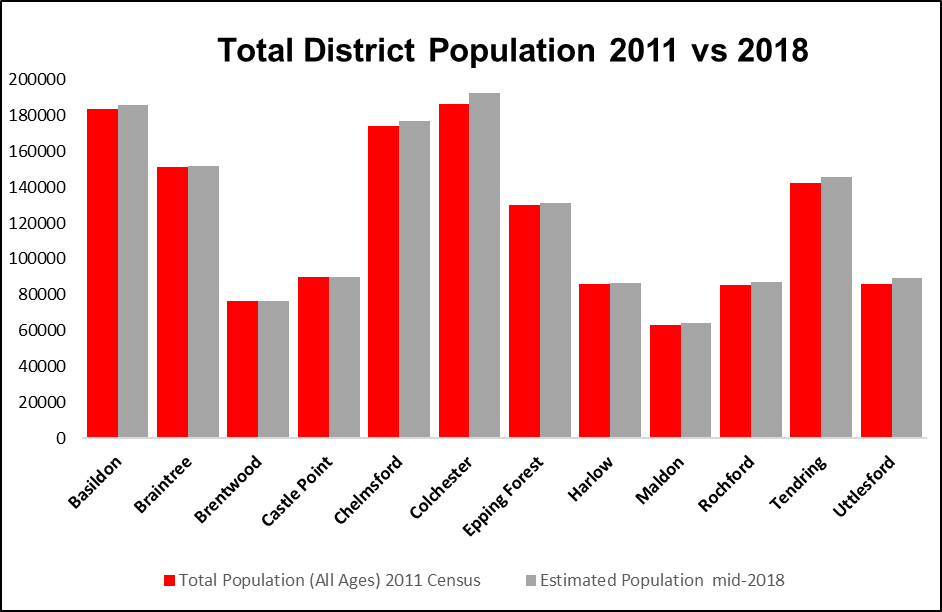 Total District Population 2011 vs 2018
200000
180000
160000
140000
120000
100000
80000
60000
40000
20000
0
Basildon
Braintree
Brentwood
Castle Point
Chelmsford
Colchester
Epping Forest
Harlow
Maldon
Rochford
Tendring
Uttlesford
Total Population (All Ages) 2011 Census
Estimated Population mid-2018